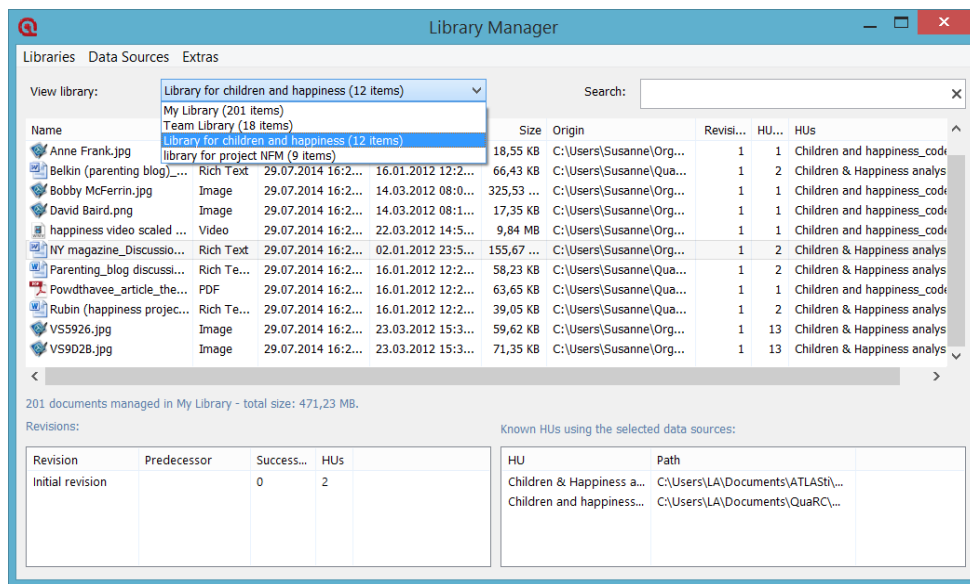 Library Manager
Libraries Data Sources Extras
View library: Library for children and happiness (12 items) Search:
My Library (201 items)
Team Library (18 items)
Library for children and happiness (12 items)
library for project NFM (9 items)
Name Size Origin Revisi... HU... HUs
Anne Frank.jpg 18,55 KB C:\Users\Susanne\Org... 1 1 Children and happiness_code
Belkin (parenting blog)_... Rich Text 29.07.2014 16:2... 16.01.2012 12:2... 66,43 KB C:\Users\Susanne\Qua... 1 2 Children & Happiness analys
Bobby McFerrin.jpg Image 29.07.2014 16:2... 14.03.2012 08:0... 325,53 ... C:\Users\Susanne\Org... 1 1 Children and happiness_code
David Baird.png Image 29.07.2014 16:2... 14.03.2012 08:1... 17,35 KB C:\Users\Susanne\Org... 1 1 Children and happiness_code
happiness video scaled ... Video 29.07.2014 16:2... 22.03.2012 14:5... 9,84 MB C:\Users\Susanne\Org... 1 1 Children and happiness_code
NY magazine_Discussio... Rich Text 29.07.2014 16:2... 02.01.2012 23:5... 155,67 ... C:\Users\Susanne\Org... 1 2 Children & Happiness analys
Parenting_blog discussi... Rich Te... 29.07.2014 16:2... 16.01.2012 12:2... 58,23 KB C:\Users\Susanne\Qua... 1 2 Children & Happiness analys
Powdthavee_article_the... PDF 29.07.2014 16:2... 16.01.2012 12:2... 63,65 KB C:\Users\Susanne\Qua... 1 1 Children and happiness_code
Rubin (happiness projec... Rich Te... 29.07.2014 16:2... 16.01.2012 12:2... 39,05 KB C:\Users\Susanne\Qua... 1 2 Children & Happiness analys
VS5926.jpg Image 29.07.2014 16:2... 23.03.2012 15:3... 59,62 KB C:\Users\Susanne\Org... 1 13 Children & Happiness analys
VS9D2B.jpg Image 29.07.2014 16:2... 23.03.2012 15:3... 71,35 KB C:\Users\Susanne\Org... 1 13 Children & Happiness analys
201 documents managed in My Library - total size: 471,23 MB.
Revisions: Known HUs using the selected data sources:
Revision Predecessor Success... HUs HU Path
Initial revision 0 2 Children & Happiness a... C:\Users\LA\Documents\ATLASti\...
Children and happiness... C:\Users\LA\Documents\QuaRC\...